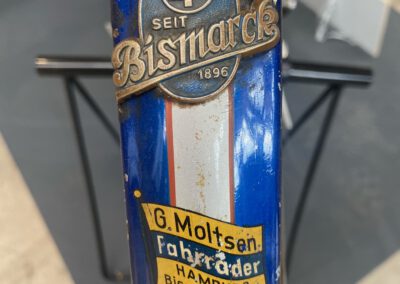 SEIT
Bismarck
1896
G. Moltsen
Fahrräder